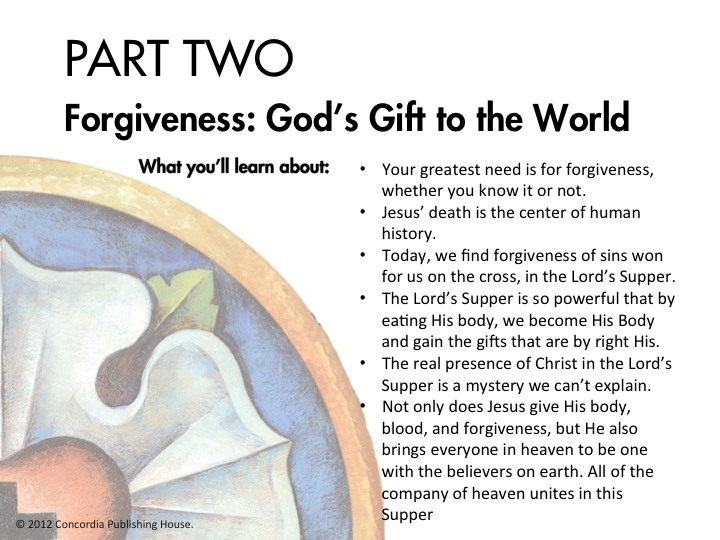 PART TWO
Forgiveness: God’s Gift to the World
What you’ll learn about:
• Your greatest need is for forgiveness,
whether you know it or not.
• Jesus’ death is the center of human
history.
• Today, we find forgiveness of sins won
for us on the cross, in the Lord’s Supper.
• The Lord’s Supper is so powerful that by
eating His body, we become His Body
and gain the gifts that are by right His.
• The real presence of Christ in the Lord’s
Supper is a mystery we can’t explain.
• Not only does Jesus give His body,
blood, and forgiveness, but He also
brings everyone in heaven to be one
with the believers on earth. All of the
company of heaven unites in this
Supper
© 2012 Concordia Publishing House.